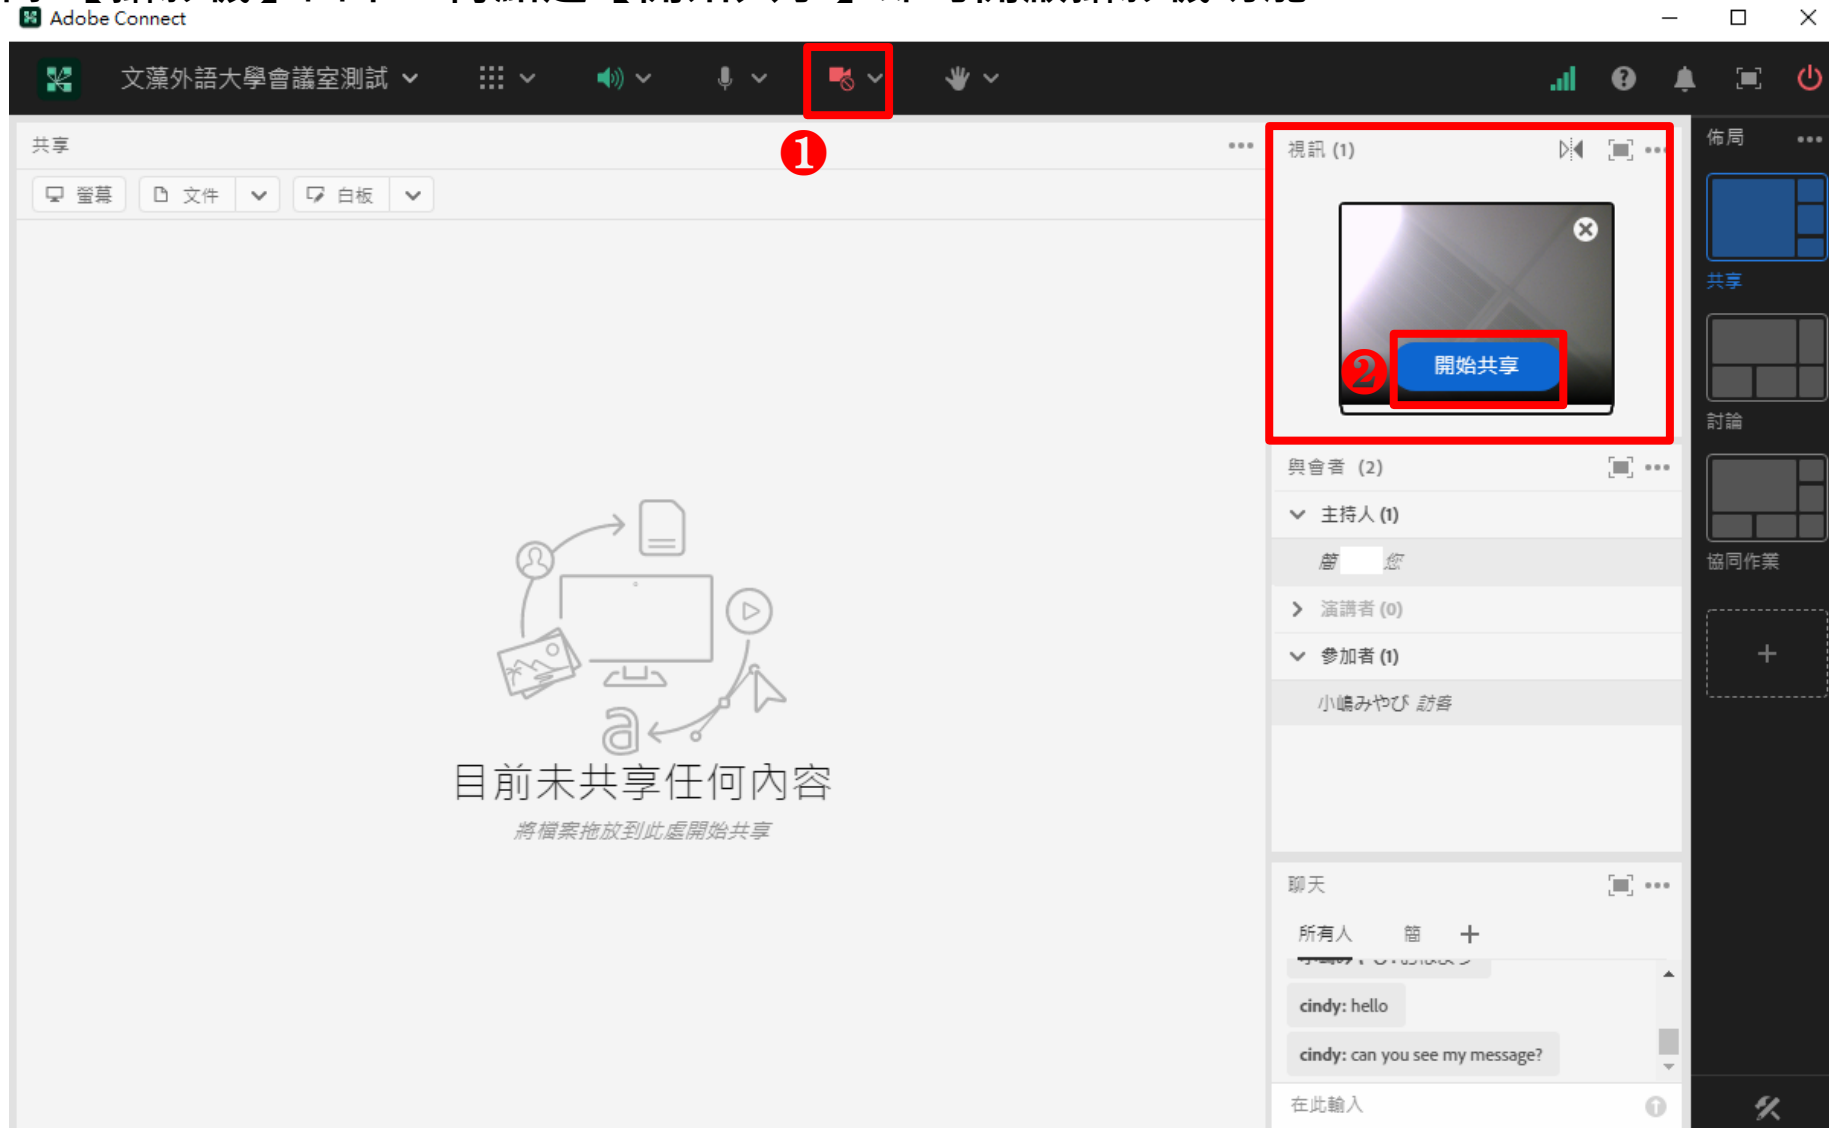 Adobe Connect
文藻外語大學會議室測試
❶
共享
螢幕 文件 白板
目前未共享任何內容
將檔案拖放到此處開始共享
視訊 (1)
❷ 開始共享
與會者 (2)
主持人 (1)
簡 您
演講者 (0)
參加者 (1)
小嶋みやび 訪客
聊天
所有人 簡
cindy: hello
cindy: can you see my message?
在此輸入
佈局
共享
討論
協同作業